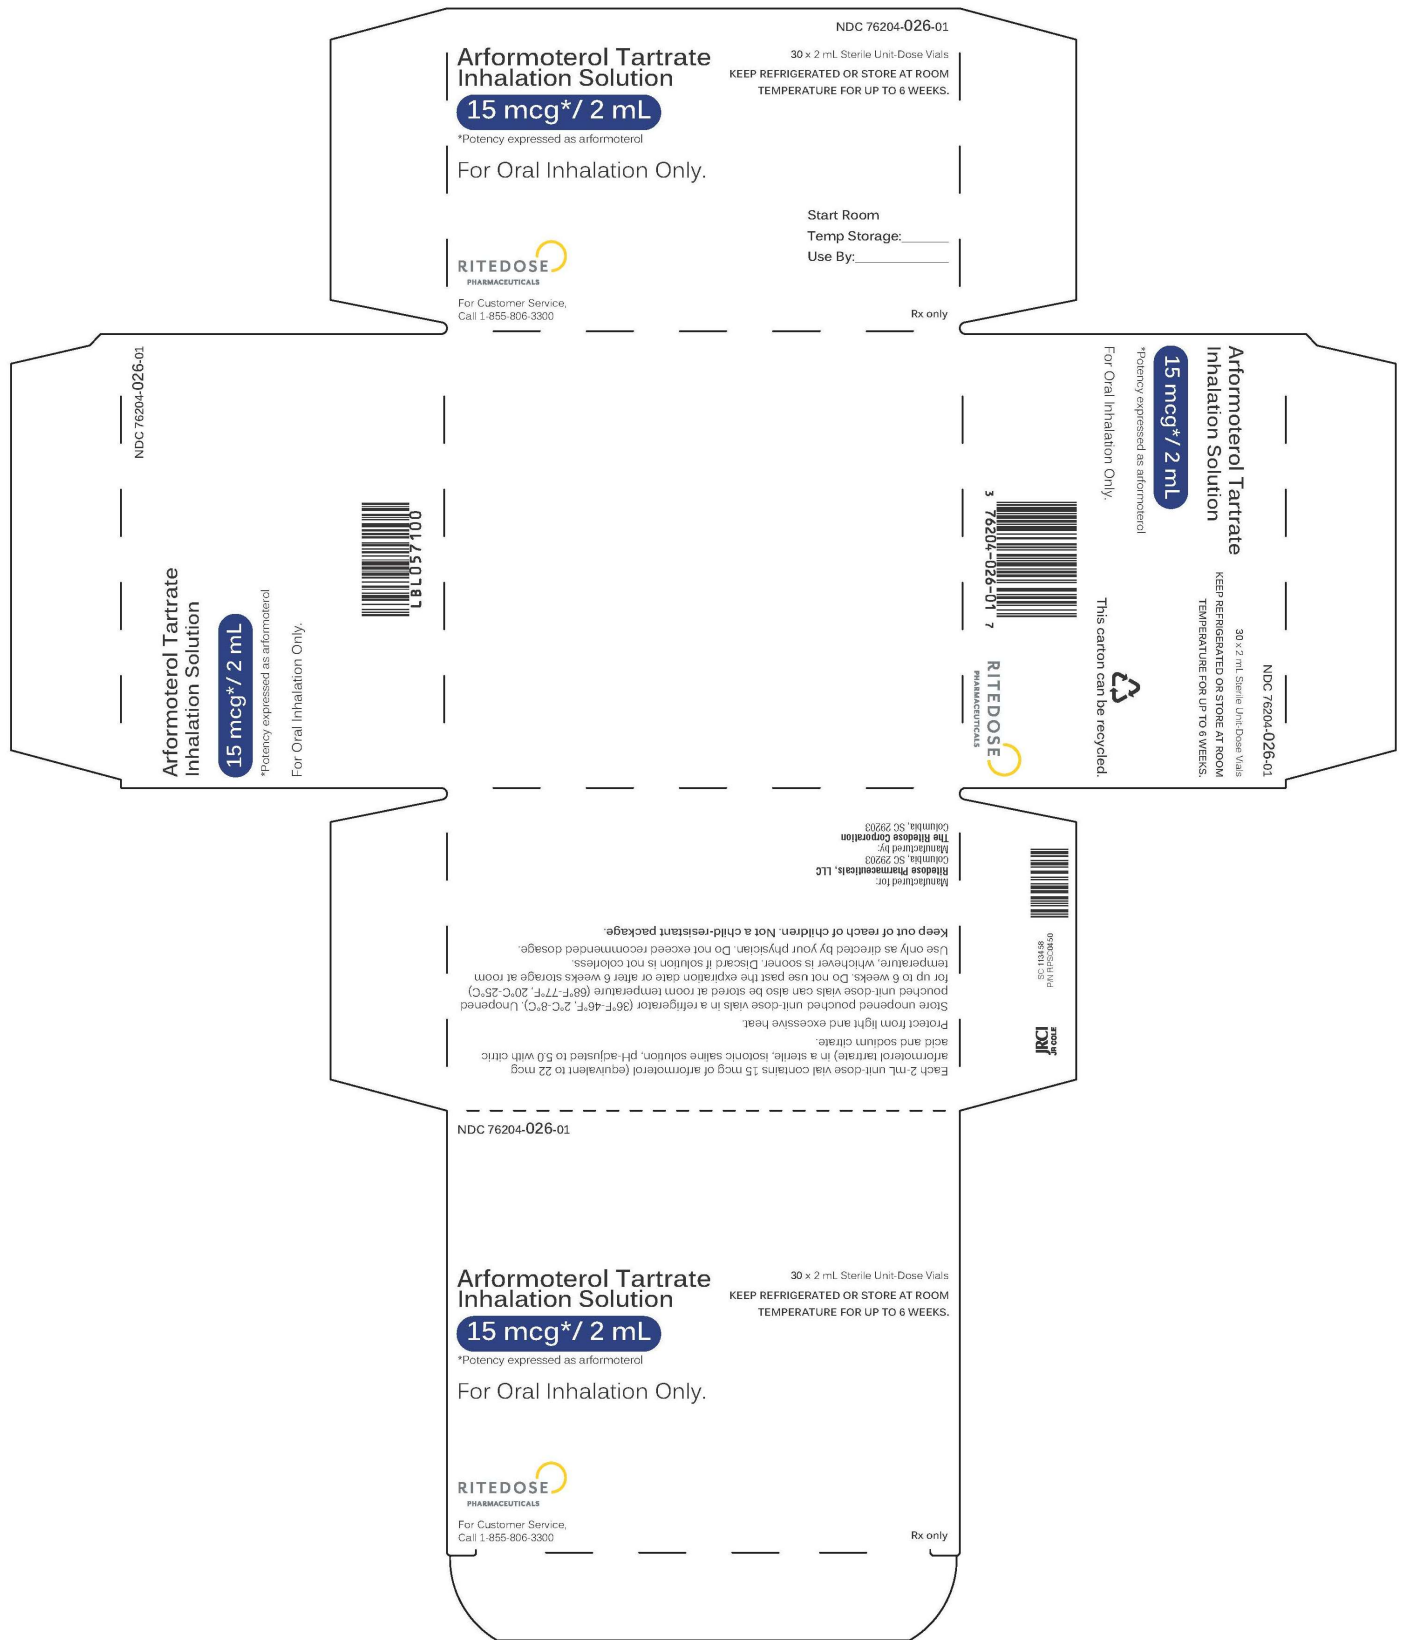 NDC 76204-026-01
Arformoterol Tartrate
Inhalation Solution
15 mcg*/ 2 mL
*Potency expressed as arformoterol
For Oral Inhalation Only.
30 x 2 mL Sterile Unit-Dose Vials
KEEP REFRIGERATED OR STORE AT ROOM
TEMPERATURE FOR UP TO 6 WEEKS.
Start Room
Temp Storage:_______
Use By:______________
RITEDOSE
PHARMACEUTICALS
For Customer Service,
Call 1-855-806-3300
Rx only
NDC 76204-026-01
Arformoterol Tartrate
Inhalation Solution
15 mcg*/ 2 mL
*Potency expressed as arformoterol
For Oral Inhalation Only.
LBL057100
NDC 76204-026-01
30 x 2 mL Sterile Unit-Dose Vials
KEEP REFRIGERATED OR STORE AT ROOM
TEMPERATURE FOR UP TO 6 WEEKS.
Arformoterol Tartrate
Inhalation Solution
15 mcg*/ 2 mL
*Potency expressed as arformoterol
For Oral Inhalation Only.
This carton can be recycled.
3 76204-026-01 7
RITEDOSE
PHARMACEUTICALS
Each 2-mL unit-dose vial contains 15 mcg of arformoterol (equivalent to 22 mcg
arformoterol tartrate) in a sterile, isotonic saline solution, pH-adjusted to 5.0 with citric
acid and sodium citrate.
Protect from light and excessive heat.
Store unopened pouched unit-dose vials in a refrigerator (36°F-46°F, 2°C-8°C). Unopened
pouched unit-dose vials can also be stored at room temperature (68°F-77°F, 20°C-25°C)
for up to 6 weeks. Do not use past the expiration date or after 6 weeks storage at room
temperature, whichever is sooner. Discard if solution is not colorless.
Use only as directed by your physician. Do not exceed recommended dosage.
Keep out of reach of children. Not a child-resistant package.
Manufactured for:
Ritedose Pharmaceuticals, LLC
Columbia, SC 29203
Manufactured by:
The Ritedose Corporation
Columbia, SC 29203
SC 113458
P/N RPSC0450
JRCI
JR COLE
NDC 76204-026-01
Arformoterol Tartrate
Inhalation Solution
15 mcg*/ 2 mL
*Potency expressed as arformoterol
For Oral Inhalation Only.
30 x 2 mL Sterile Unit-Dose Vials
KEEP REFRIGERATED OR STORE AT ROOM
TEMPERATURE FOR UP TO 6 WEEKS.
RITEDOSE
PHARMACEUTICALS
For Customer Service,
Call 1-855-806-3300
Rx only